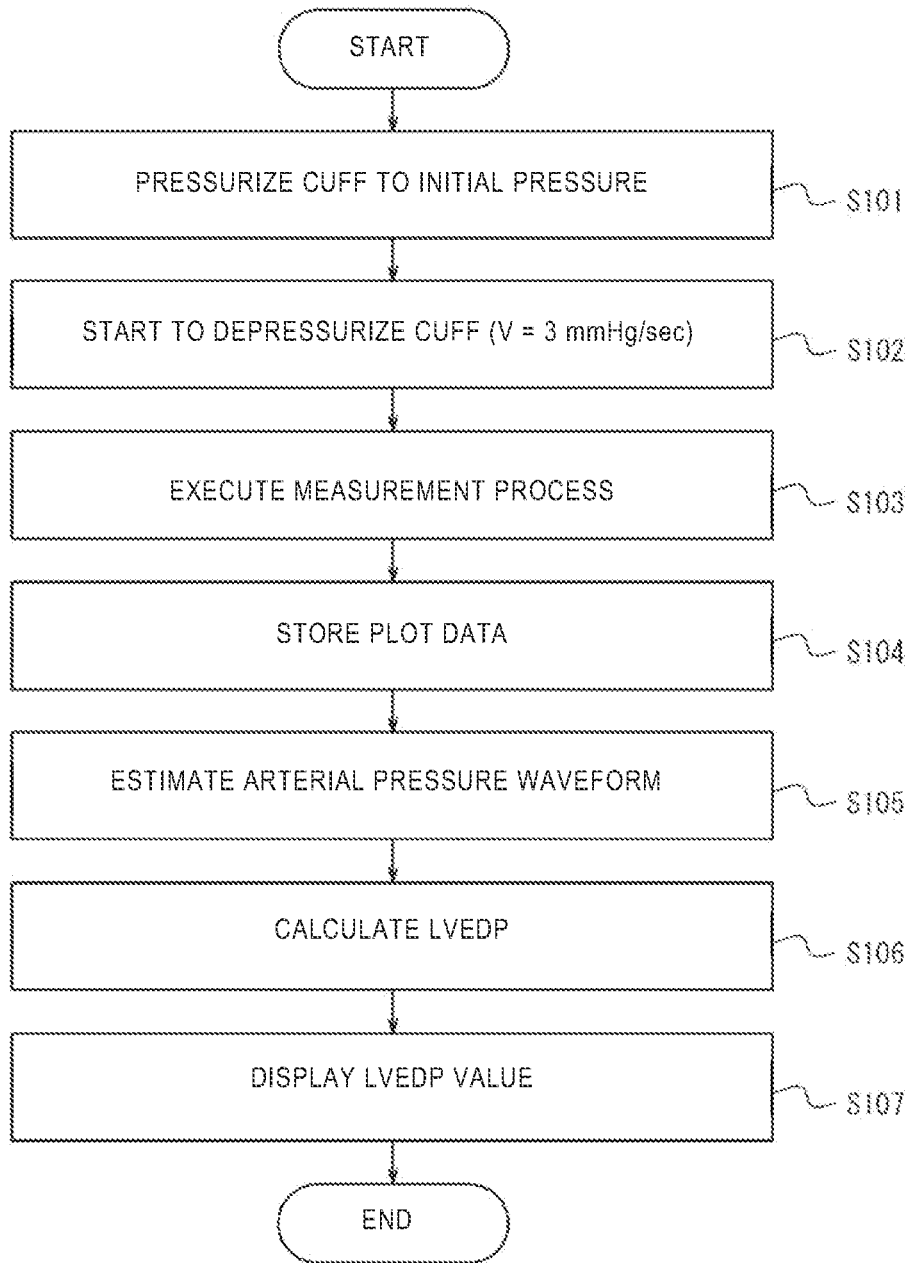 START
PRESSURIZE CUFF TO INITIAL PRESSURE
S101
START TO DEPRESSURIZE CUFF (V = 3 mmHg/sec)
S102
EXECUTE MEASUREMENT PROCESS
S103
STORE PLOT DATA
S104
ESTIMATE ARTERIAL PRESSURE WAVEFORM
S105
CALCULATE LVEDP
S106
DISPLAY LVEDP VALUE
S107
END